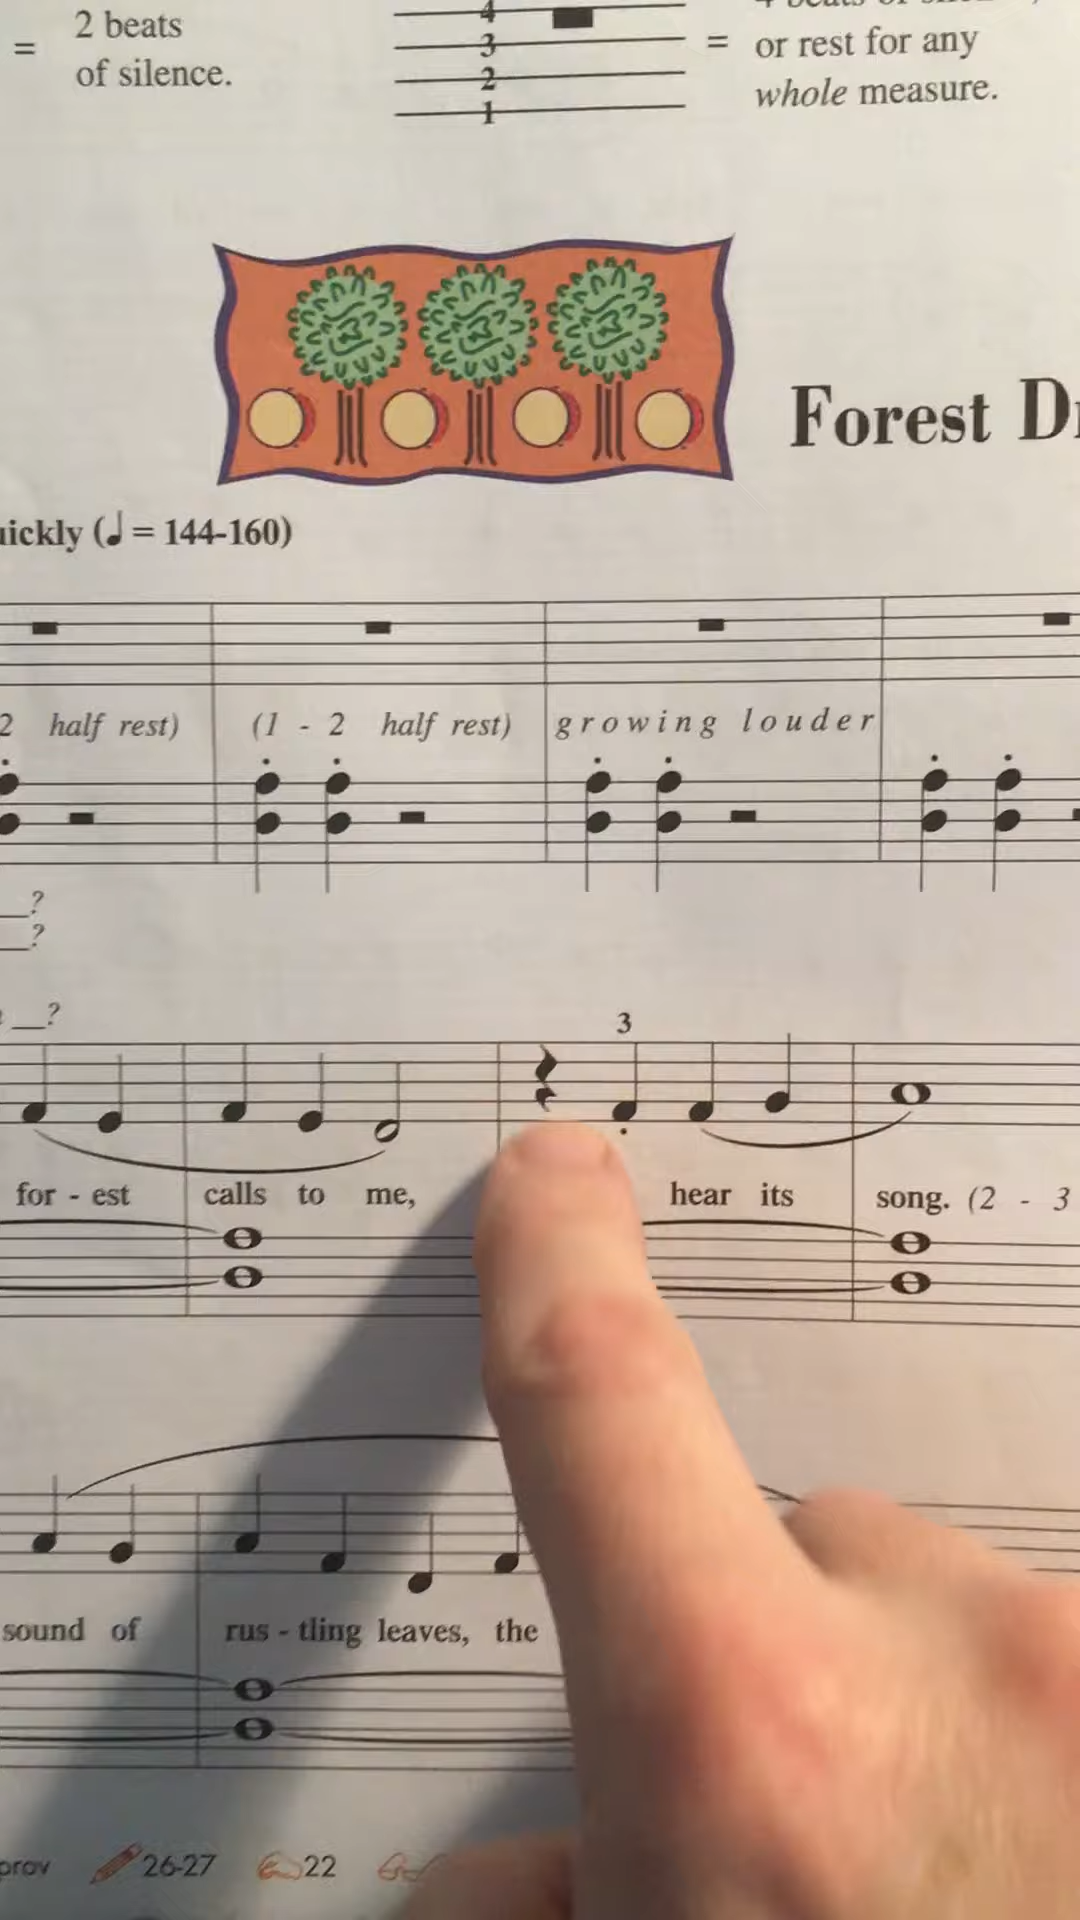 = 2 beats
of silence.
4
3
2
1
= or rest for any
whole measure.
Forest
(♩ = 144-160)
2 half rest) (1 - 2 half rest) growing louder
?
?
?
3
for - est calls to me, hear its song. (2 - 3
sound of rus - tling leaves, the
26-27 22